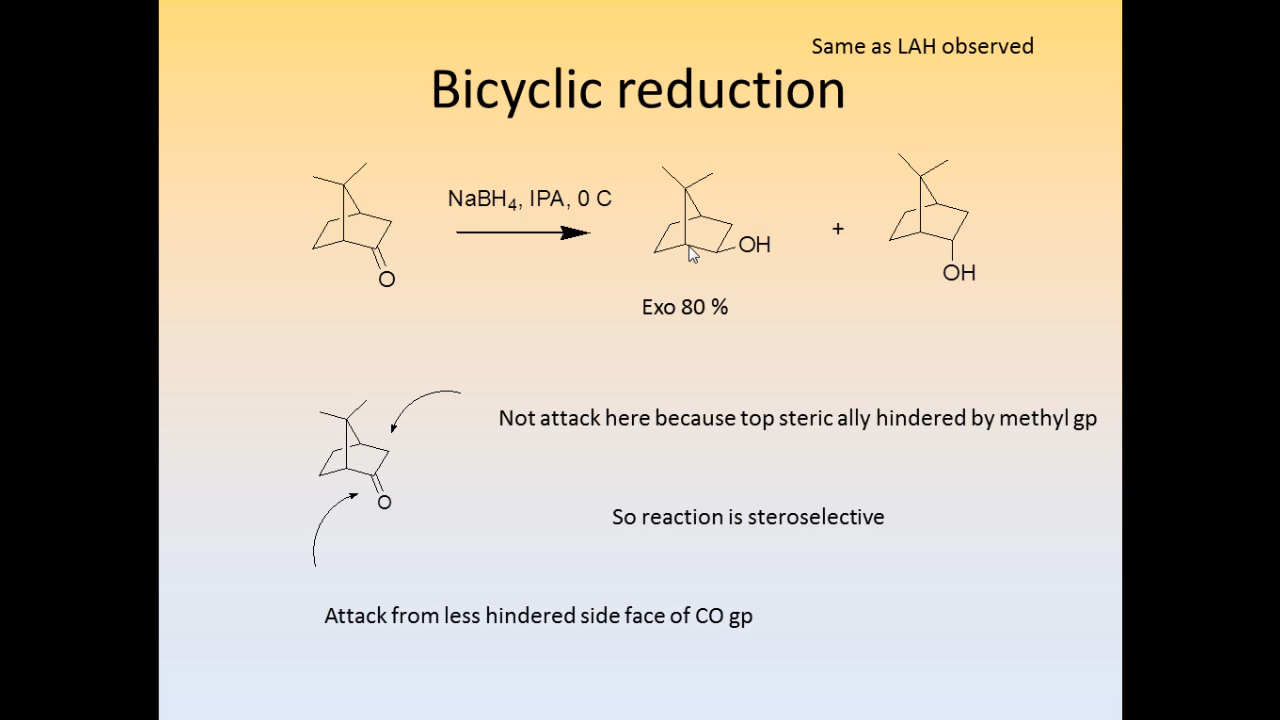 Same as LAH observed
Bicyclic reduction
NaBH4, IPA, 0 C
OH
+
OH
O
Exo 80 %
Not attack here because top steric ally hindered by methyl gp
O
So reaction is steroselective
Attack from less hindered side face of CO gp